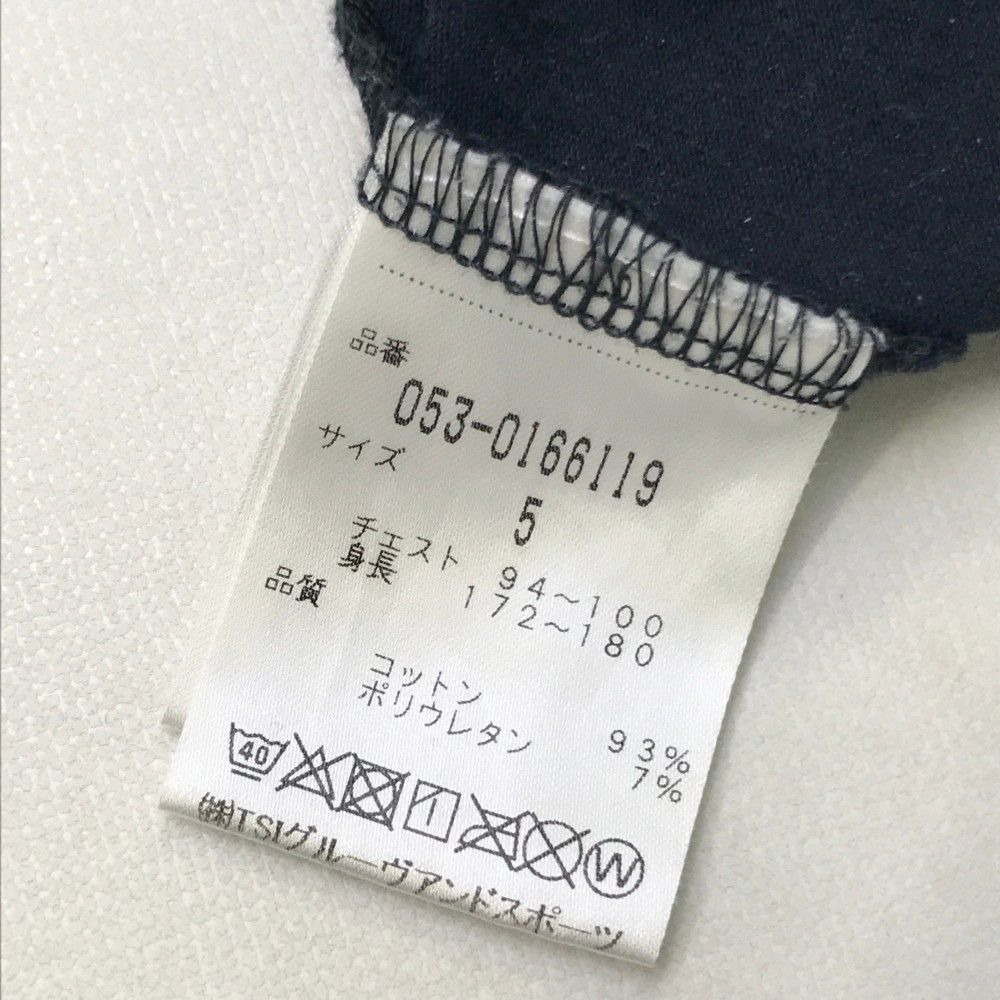 品番
053-0166119
サイズ
5
チェスト 94～100
身長 172～180
品質
コットン 93%
ポリウレタン 7%
40
W
㈱TSIグルーヴアンドスポーツ